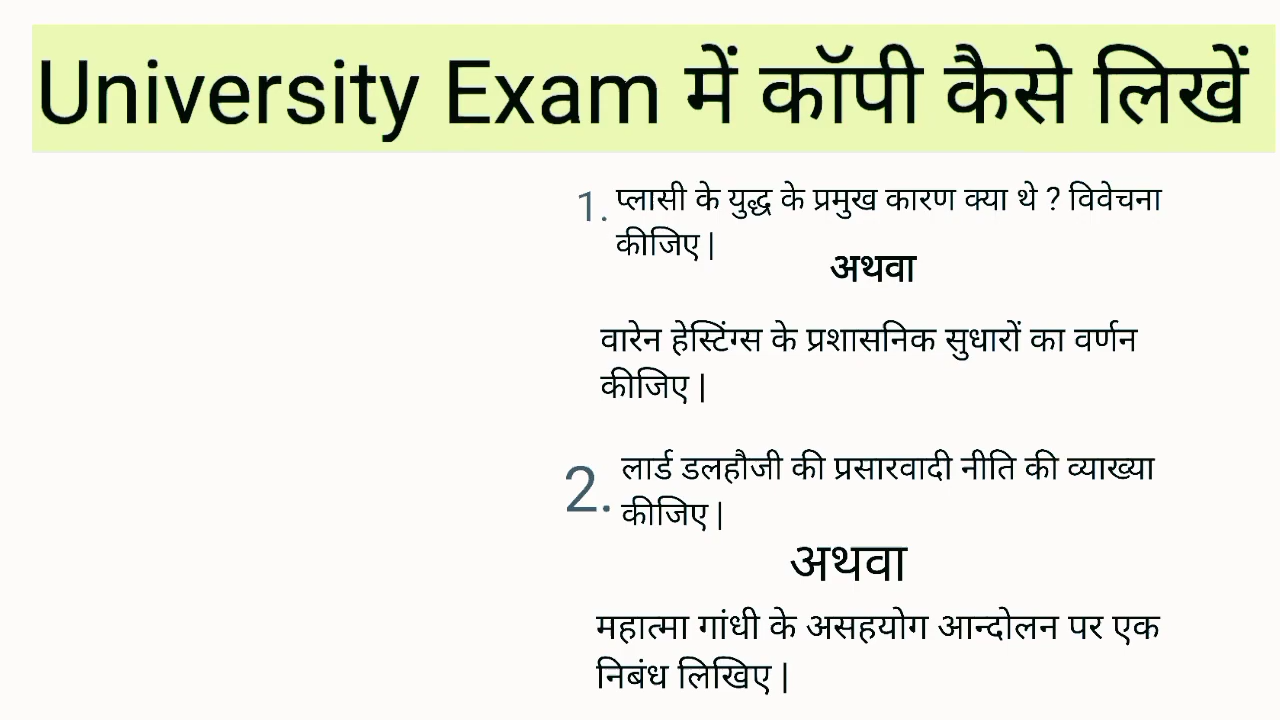 University Exam में कॉपी कैसे लिखें
1. प्लासी के युद्ध के प्रमुख कारण क्या थे ? विवेचना
कीजिए |
अथवा
वारेन हेस्टिंग्स के प्रशासनिक सुधारों का वर्णन
कीजिए |
2. लार्ड डलहौजी की प्रसारवादी नीति की व्याख्या
कीजिए |
अथवा
महात्मा गांधी के असहयोग आन्दोलन पर एक
निबंध लिखिए |